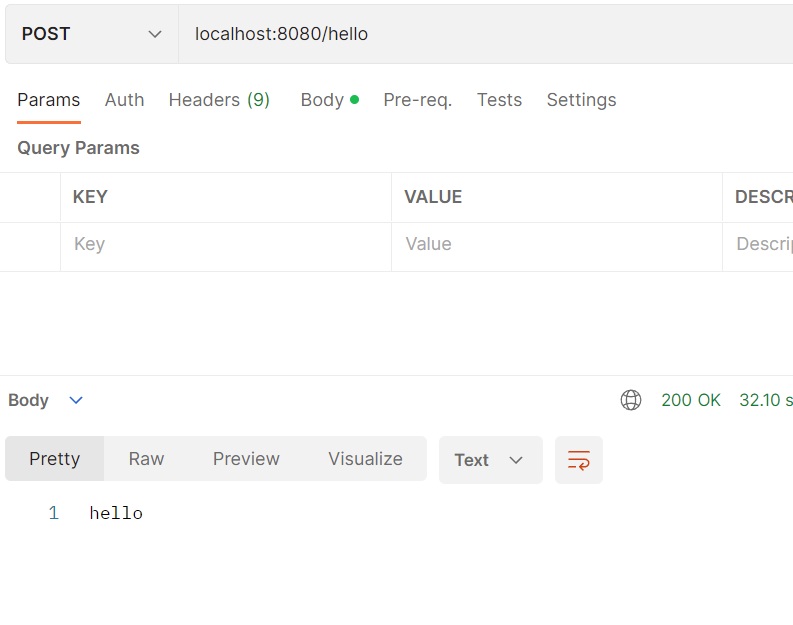 POST localhost:8080/hello
Params Auth Headers (9) Body Pre-req. Tests Settings
Query Params
KEY VALUE DESCR
Key Value Descrip
Body 200 OK 32.10 s
Pretty Raw Preview Visualize Text
1 hello